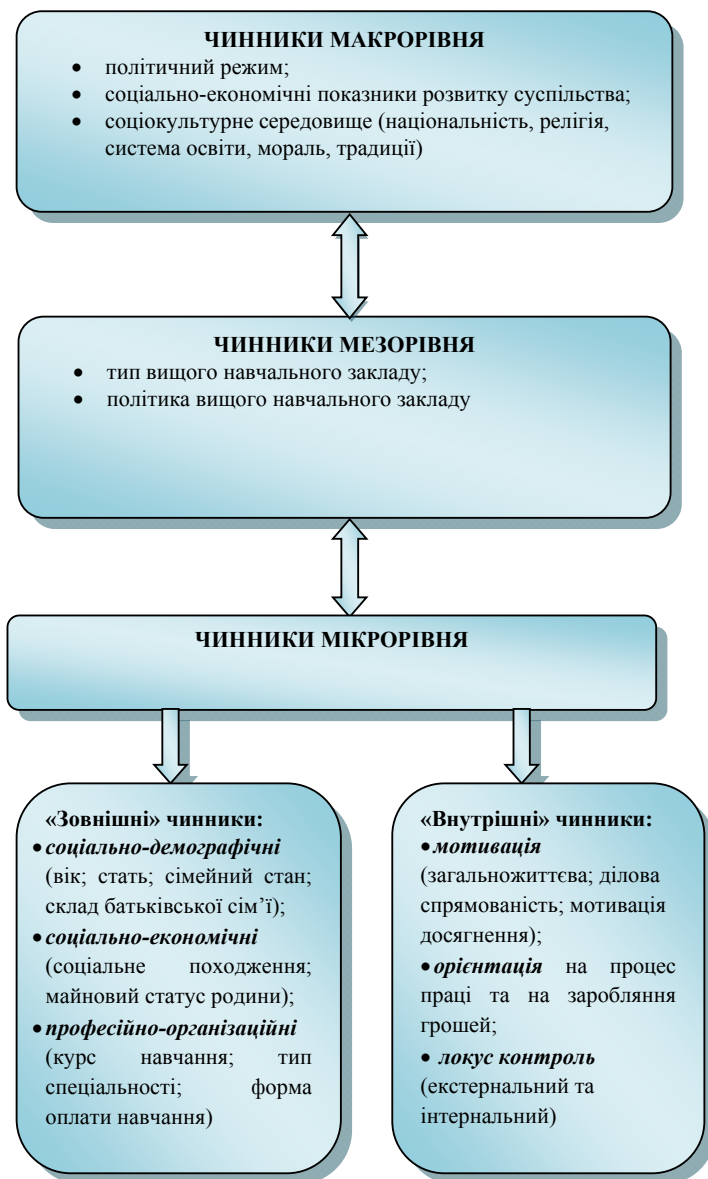 ЧИННИКИ МАКРОРІВНЯ
• політичний режим;
• соціально-економічні показники розвитку суспільства;
• соціокультурне середовище (національність, релігія,
система освіти, мораль, традиції)
ЧИННИКИ МЕЗОРІВНЯ
• тип вищого навчального закладу;
• політика вищого навчального закладу
ЧИННИКИ МІКРОРІВНЯ
«Зовнішні» чинники:
• соціально-демографічні
(вік; стать; сімейний стан;
склад батьківської сім’ї);
• соціально-економічні
(соціальне походження;
майновий статус родини);
• професійно-організаційні
(курс навчання; тип
спеціальності; форма
оплати навчання)
«Внутрішні» чинники:
• мотивація
(загальножиттєва; ділова
спрямованість; мотивація
досягнення);
• орієнтація на процес
праці та на заробляння
грошей;
• локус контроль
(екстернальний та
інтернальний)